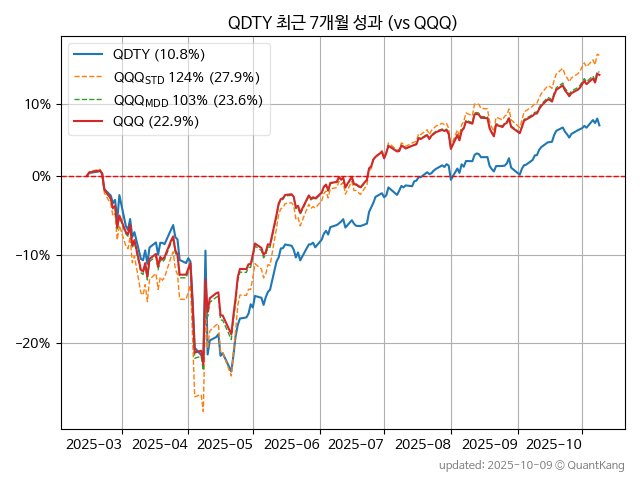 QDTY 최근 7개월 성과 (vs QQQ)
QDTY (10.8%)
QQQSTD 124% (27.9%)
QQQMDD 103% (23.6%)
QQQ (22.9%)
10%
0%
−10%
−20%
2025-03 2025-04 2025-05 2025-06 2025-07 2025-08 2025-09 2025-10
updated: 2025-10-09 © QuantKang